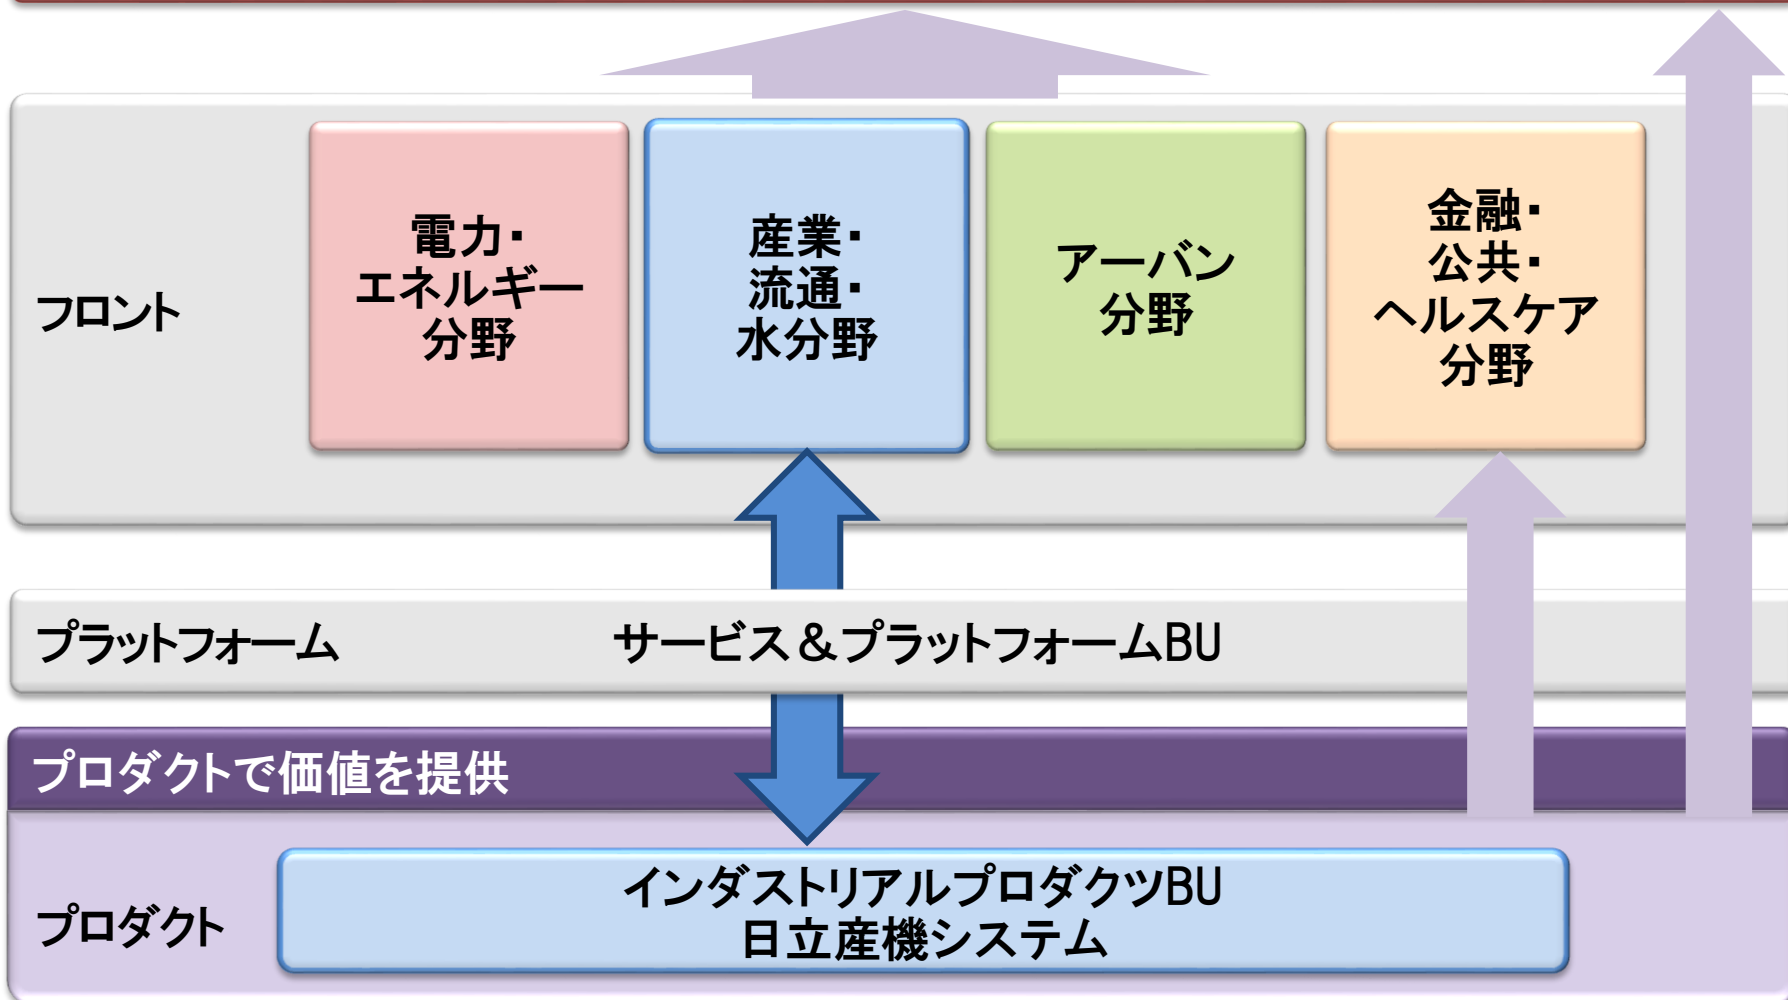 フロント
電力・
エネルギー
分野
産業・
流通・
水分野
アーバン
分野
金融・
公共・
ヘルスケア
分野
プラットフォーム
サービス＆プラットフォームBU
プロダクトで価値を提供
プロダクト
インダストリアルプロダクツBU
日立産機システム